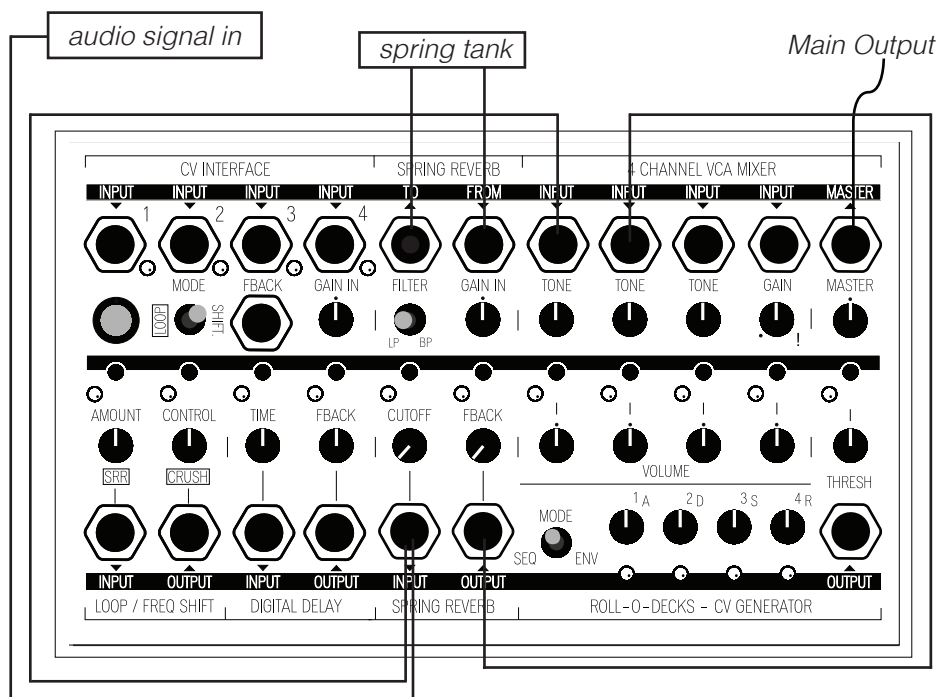 audio signal in
spring tank
Main Output
CV INTERFACE SPRING REVERB 4 CHANNEL VCA MIXER
INPUT INPUT INPUT INPUT TO FROM INPUT INPUT INPUT INPUT MASTER
1 2 3 4
MODE FBACK GAIN IN FILTER GAIN IN TONE TONE TONE GAIN MASTER
LOOP SHIFT. LP BP !
AMOUNT CONTROL TIME FBACK CUTOFF FBACK
SRR CRUSH VOLUME THRESH
1 A 2 D 3 S 4 R
MODE
SEQ ENV
INPUT OUTPUT INPUT OUTPUT INPUT OUTPUT OUTPUT
LOOP / FREQ SHIFT DIGITAL DELAY SPRING REVERB ROLL-O-DECKS - CV GENERATOR